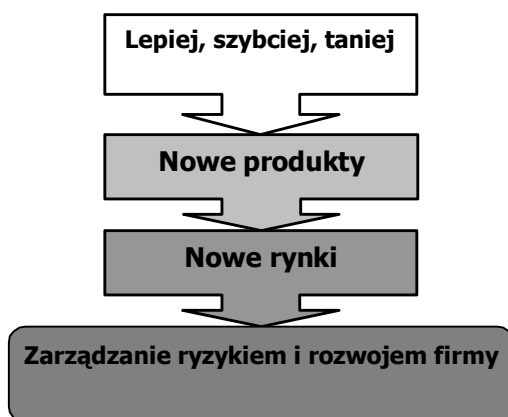 Lepiej, szybciej, taniej
Nowe produkty
Nowe rynki
Zarządzanie ryzykiem i rozwojem firmy